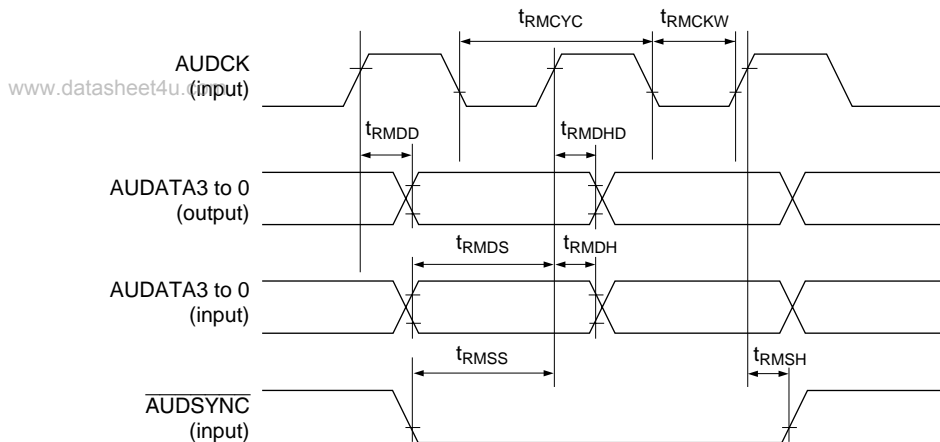 tRMCYC tRMCKW
AUDCK
(input)
www.datasheet4u.com
tRMDD tRMDHD
AUDATA3 to 0
(output)
tRMDS tRMDH
AUDATA3 to 0
(input)
tRMSS tRMSH
AUDSYNC
(input)